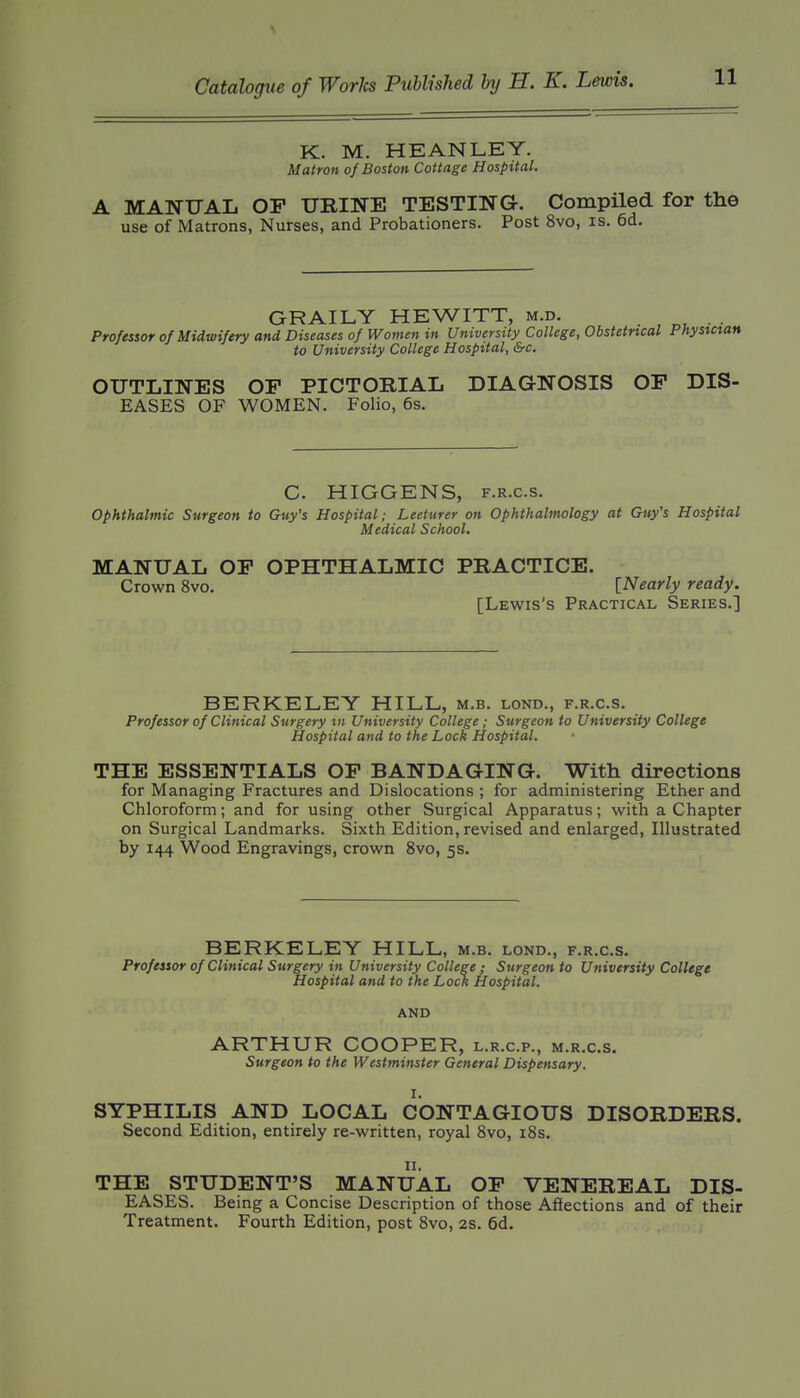 Catalogue of Works Published by H. K. Lewis. 11
K. M. HEANLEY.
Matron of Boston Cottage Hospital.
A MANUAL OF URINE TESTING. Compiled for the
use of Matrons, Nurses, and Probationers. Post 8vo, 1s. 6d.
GRAILY HEWITT, M.D.
Professor of Midwifery and Diseases of Women in University College, Obstetrical Physician
to University College Hospital, &c.
OUTLINES OF PICTORIAL DIAGNOSIS OF DIS-
EASES OF WOMEN. Folio, 6s.
C. HIGGENS, F.R.C.S.
Ophthalmic Surgeon to Guy's Hospital; Leeturer on Ophthalmology at Guy's Hospital
Medical School.
MANUAL OF OPHTHALMIC PRACTICE.
Crown 8vo. [Nearly ready.
[LEWIS'S PRACTICAL SERIES.]
BERKELEY HILL, M.B. LOND., F.R.C.S.
Professor of Clinical Surgery in University College; Surgeon to University College
Hospital and to the Lock Hospital.
THE ESSENTIALS OF BANDAGING. With directions
for Managing Fractures and Dislocations; for administering Ether and
Chloroform; and for using other Surgical Apparatus; with a Chapter
on Surgical Landmarks. Sixth Edition, revised and enlarged, Illustrated
by 144 Wood Engravings, crown 8vo, 5s.
BERKELEY HILL, M.B. LOND., F.R.C.S.
Professor of Clinical Surgery in University College; Surgeon to University College
Hospital and to the Lock Hospital.
AND
ARTHUR COOPER, L.R.C.P., M.R.C.S.
Surgeon to the Westminster General Dispensary.
I.
SYPHILIS AND LOCAL CONTAGIOUS DISORDERS.
Second Edition, entirely re-written, royal 8vo, 18s.
II.
THE STUDENT'S MANUAL OF VENEREAL DIS-
EASES. Being a Concise Description of those Affections and of their
Treatment. Fourth Edition, post 8vo, 2s. 6d.